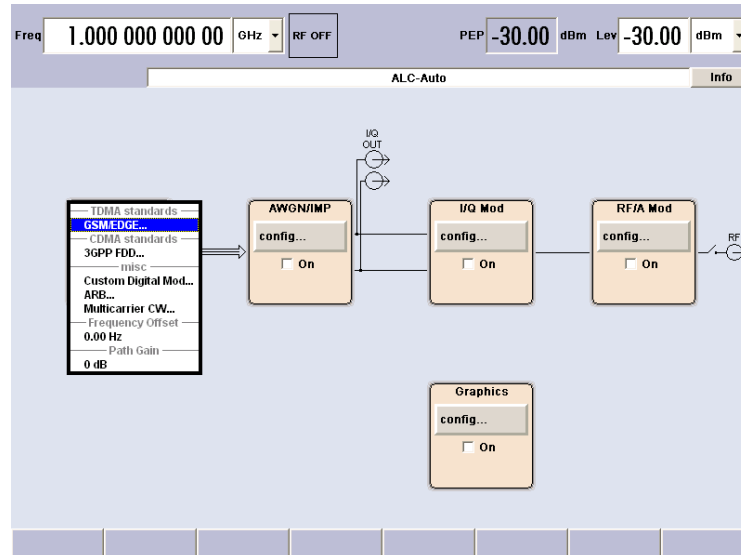 Freq 1.000 000 000 00 GHz RF OFF PEP -30.00 dBm Lev -30.00 dBm
ALC-Auto Info
I/Q
OUT
TDMA standards
GSM/EDGE...
CDMA standards
3GPP FDD...
misc
Custom Digital Mod...
ARB...
Multicarrier CW...
Frequency Offset
0.00 Hz
Path Gain
0 dB
AWGN/IMP
config...
On
I/Q Mod
config...
On
RF/A Mod
config...
On
RF
Graphics
config...
On